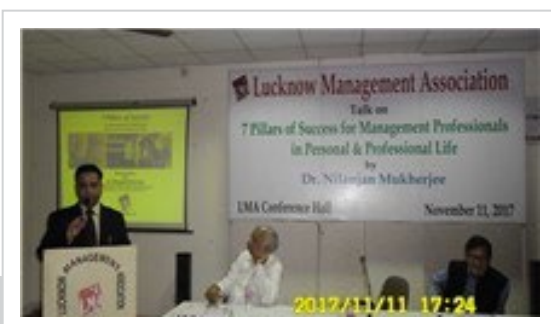 Lucknow Management Association
Talk on
7 Pillars of Success for Management Professionals
in Personal & Professional Life
by
Dr. Nilanjan Mukherjee
LMA Conference Hall
November 11, 2017
LUCKNOW MANAGEMENT ASSOCIATION
2017/11/11 17:24